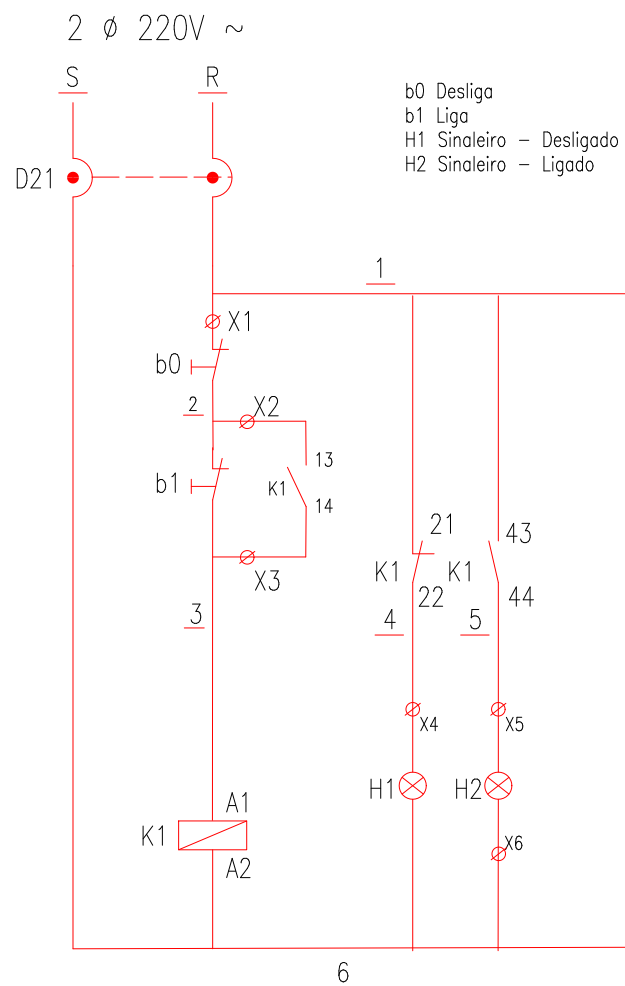 2 ø 220V ~
S
R
b0 Desliga
b1 Liga
H1 Sinaleiro - Desligado
H2 Sinaleiro - Ligado
D21
1
X1
b0
2
X2
13
b1
K1
14
X3
3
21
43
K1
K1
22
44
4
5
X4
X5
H1
H2
A1
K1
X6
A2
6